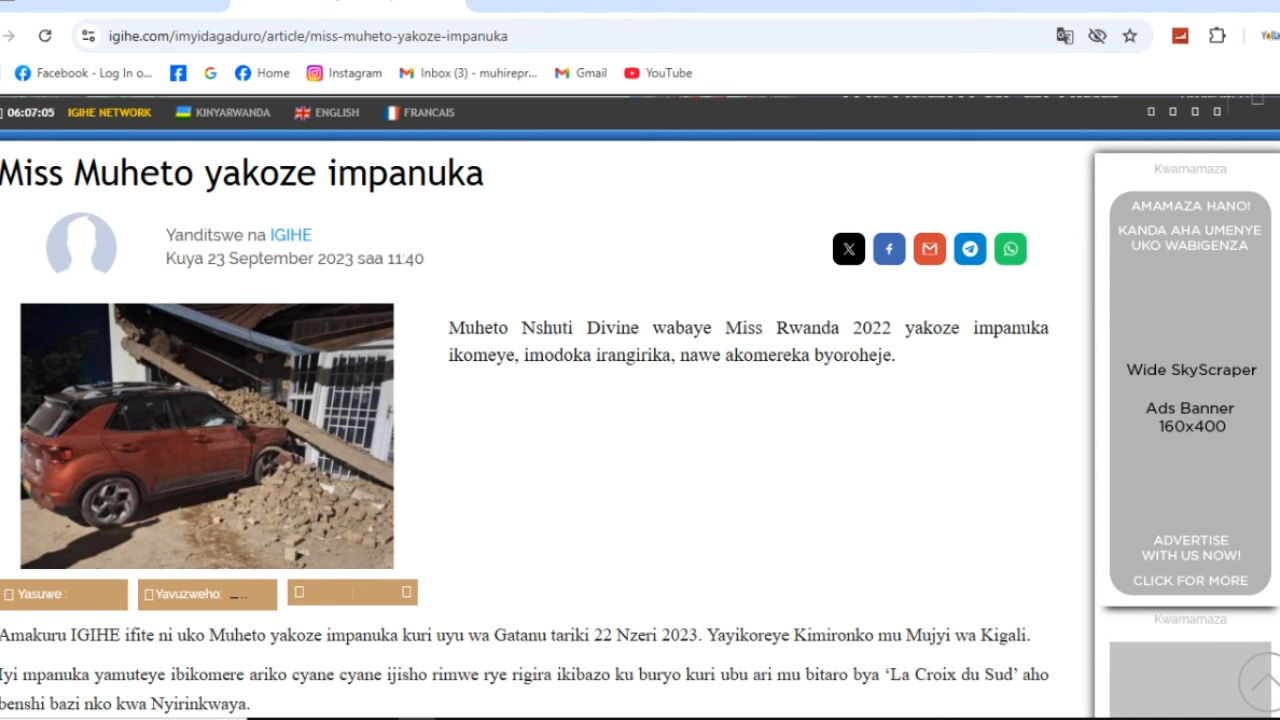 igihe.com/imyidagaduro/article/miss-muheto-yakoze-impanuka
Facebook - Log In o...
Home
Instagram
Inbox (3) - muhirepr...
Gmail
YouTube
06:07:05 IGIHE NETWORK KINYARWANDA ENGLISH FRANCAIS
Miss Muheto yakoze impanuka
Yanditswe na IGIHE
Kuya 23 September 2023 saa 11:40
Muheto Nshuti Divine wabaye Miss Rwanda 2022 yakoze impanuka
ikomeye, imodoka irangirika, nawe akomereka byoroheje.
Yasuwe :
Yavuzweho:
Amakuru IGIHE ifite ni uko Muheto yakoze impanuka kuri uyu wa Gatanu tariki 22 Nzeri 2023. Yayikoreye Kimironko mu Mujyi wa Kigali.
Iyi mpanuka yamuteye ibikomere ariko cyane cyane ijisho rimwe rye rigira ikibazo ku buryo kuri ubu ari mu bitaro bya ‘La Croix du Sud’ aho
benshi bazi nko kwa Nyirinkwaya.
Kwamamaza
AMAMAZA HANO!
KANDA AHA UMENYE
UKO WABIGENZA
Wide SkyScraper
Ads Banner
160x400
ADVERTISE
WITH US NOW!
CLICK FOR MORE
Kwamamaza